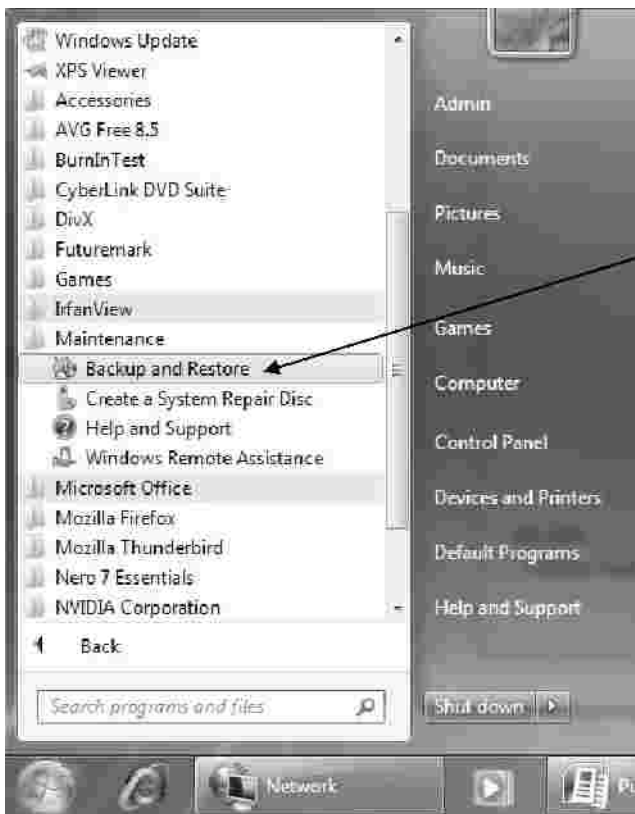 Windows Update
XPS Viewer
Accessories
AVG Free 8.5
BurnInTest
CyberLink DVD Suite
DivX
Futuremark
Games
IrfanView
Maintenance
Backup and Restore
Create a System Repair Disc
Help and Support
Windows Remote Assistance
Microsoft Office
Mozilla Firefox
Mozilla Thunderbird
Nero 7 Essentials
NVIDIA Corporation
Back
Search programs and files
Admin
Documents
Pictures
Music
Games
Computer
Control Panel
Devices and Printers
Default Programs
Help and Support
Shut down
Network